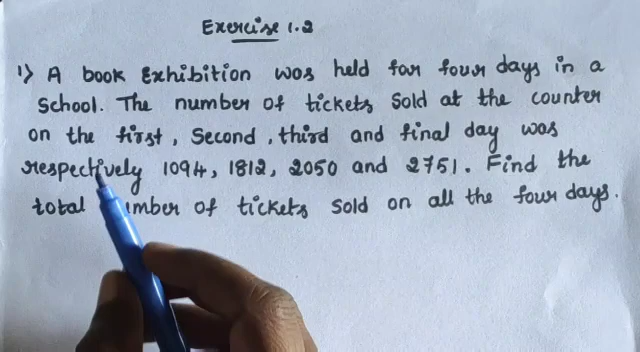 Exercise 1.2
1) A book Exhibition was held for four days in a
School. The number of tickets Sold at the counter
on the first, Second, third and final day was
respectively 1094, 1812, 2050 and 2751. Find the
total number of tickets sold on all the four days.